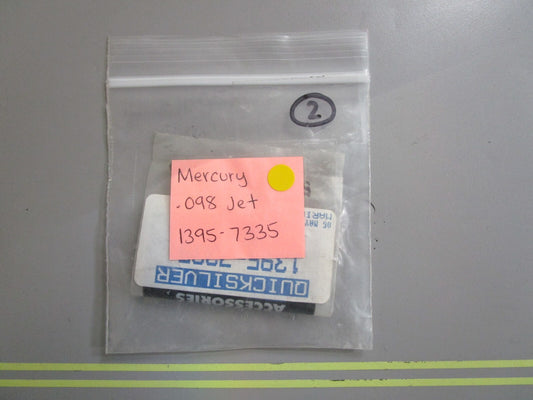 2
Mercury
.098 Jet
1395-7335
QUICKSILVER
ACCESSORIES